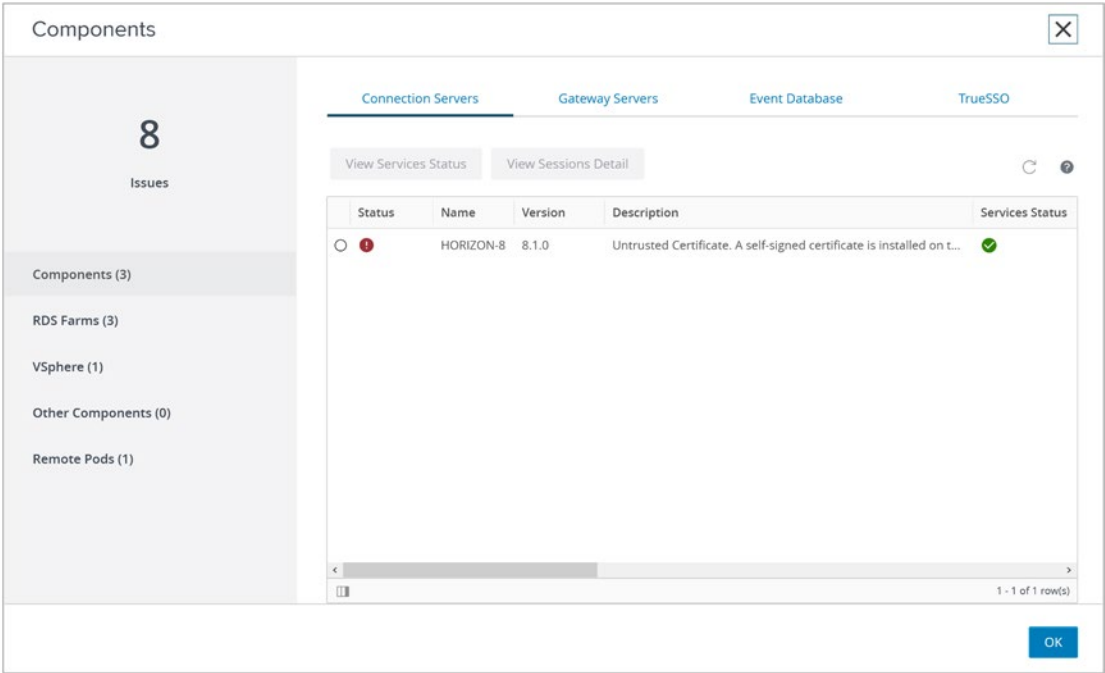 Components
8
Issues
Components (3)
RDS Farms (3)
VSphere (1)
Other Components (0)
Remote Pods (1)
Connection Servers Gateway Servers Event Database TrueSSO
View Services Status View Sessions Detail
Status Name Version Description Services Status
HORIZON-8 8.1.0 Untrusted Certificate. A self-signed certificate is installed on t...
1 - 1 of 1 row(s)
OK